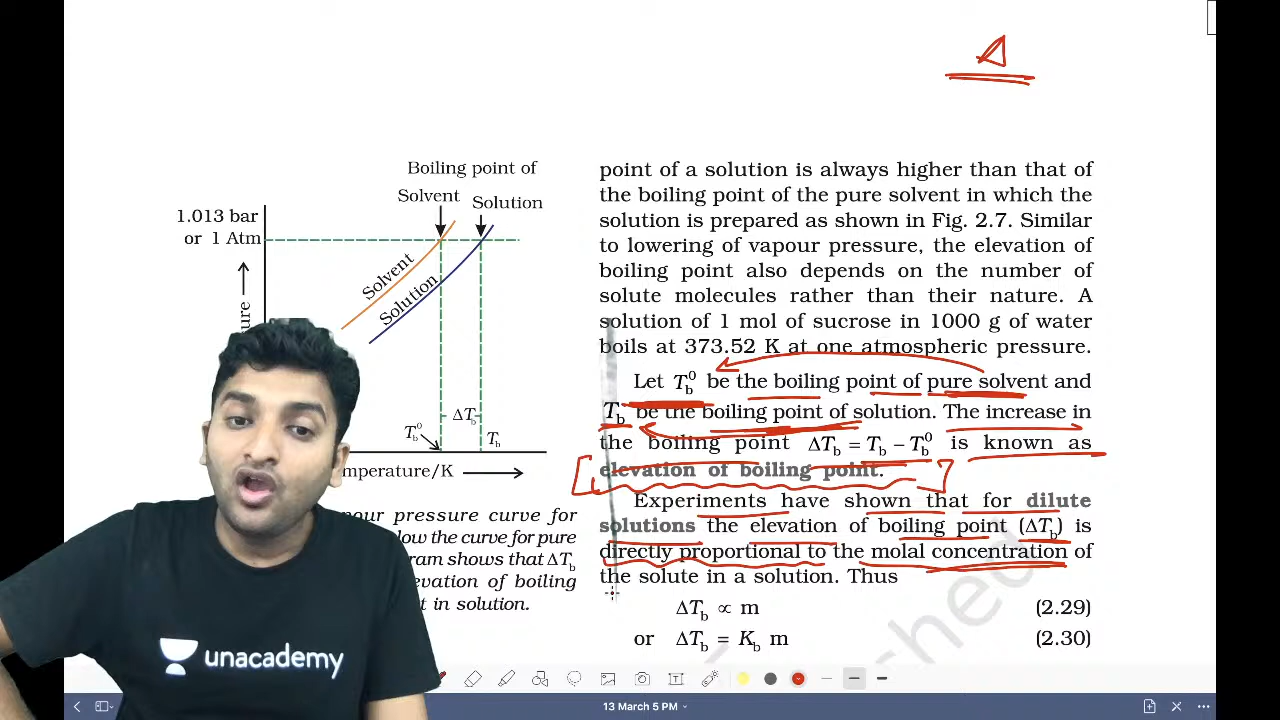 Boiling point of
Solvent Solution
1.013 bar
or 1 Atm
Solvent
Solution
ure
ΔTb
Tb0
Tb
mperature/K
pour pressure curve for
low the curve for pure
ram shows that ΔTb
evation of boiling
t in solution.
point of a solution is always higher than that of
the boiling point of the pure solvent in which the
solution is prepared as shown in Fig. 2.7. Similar
to lowering of vapour pressure, the elevation of
boiling point also depends on the number of
solute molecules rather than their nature. A
solution of 1 mol of sucrose in 1000 g of water
boils at 373.52 K at one atmospheric pressure.
Let Tb0 be the boiling point of pure solvent and
Tb be the boiling point of solution. The increase in
the boiling point ΔTb = Tb − Tb0 is known as
elevation of boiling point.
Experiments have shown that for dilute
solutions the elevation of boiling point (ΔTb) is
directly proportional to the molal concentration of
the solute in a solution. Thus
ΔTb ∝ m (2.29)
or ΔTb = Kb m (2.30)
shed
unacademy
13 March 5 PM